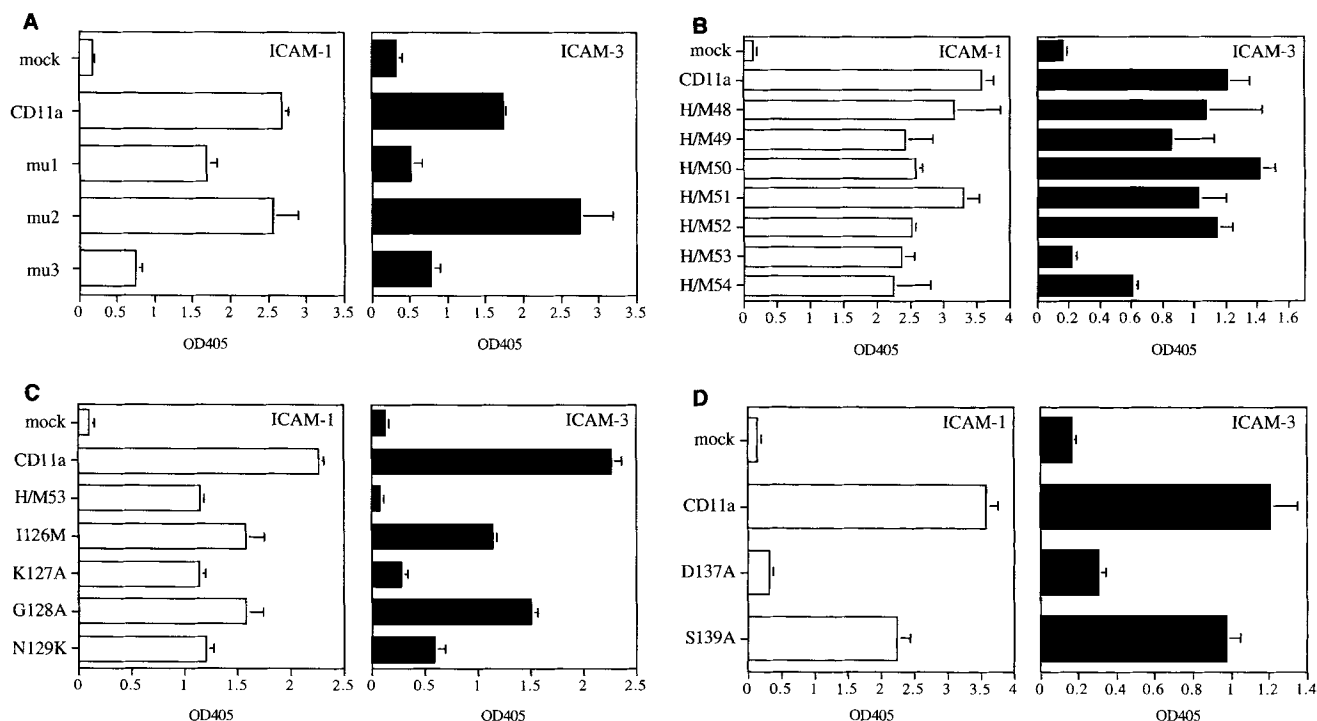 A
ICAM-1
ICAM-3
mock
CD11a
mu1
mu2
mu3
0 0.5 1 1.5 2 2.5 3 3.5
0 0.5 1 1.5 2 2.5 3 3.5
OD405
OD405
B
ICAM-1
ICAM-3
mock
CD11a
H/M48
H/M49
H/M50
H/M51
H/M52
H/M53
H/M54
0 0.5 1 1.5 2 2.5 3 3.5 4
0 0.2 0.4 0.6 0.8 1 1.2 1.4 1.6
OD405
OD405
C
ICAM-1
ICAM-3
mock
CD11a
H/M53
I126M
K127A
G128A
N129K
0 0.5 1 1.5 2 2.5
0 0.5 1 1.5 2 2.5
OD405
OD405
D
ICAM-1
ICAM-3
mock
CD11a
D137A
S139A
0 0.5 1 1.5 2 2.5 3 3.5 4
0 0.2 0.4 0.6 0.8 1 1.2 1.4
OD405
OD405